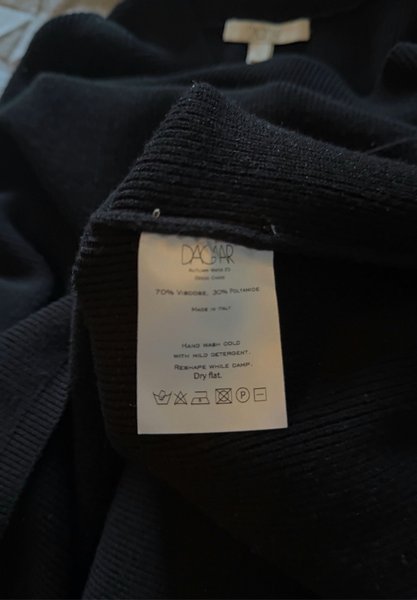 DAGMAR
70% Viscose, 30% Polyamide
Made in Italy
Hand wash cold
with mild detergent.
Reshape while damp.
Dry flat.
P